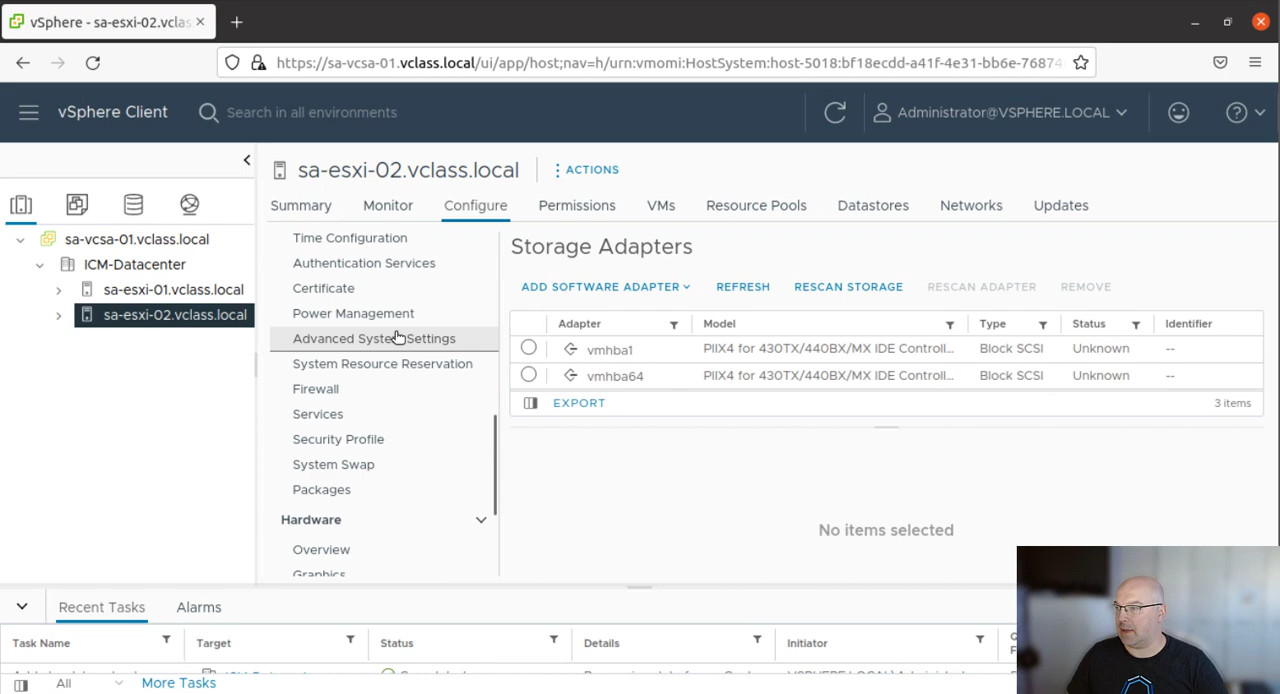 vSphere - sa-esxi-02.vclas
https://sa-vcsa-01.vclass.local/ui/app/host;nav=h/urn:vmomi:HostSystem:host-5018:bf18ecdd-a41f-4e31-bb6e-76874
vSphere Client
Search in all environments
Administrator@VSPHERE.LOCAL
sa-esxi-02.vclass.local
ACTIONS
Summary Monitor Configure Permissions VMs Resource Pools Datastores Networks Updates
sa-vcsa-01.vclass.local
ICM-Datacenter
sa-esxi-01.vclass.local
sa-esxi-02.vclass.local
Time Configuration
Authentication Services
Certificate
Power Management
Advanced System Settings
System Resource Reservation
Firewall
Services
Security Profile
System Swap
Packages
Hardware
Overview
Graphics
Storage Adapters
ADD SOFTWARE ADAPTER REFRESH RESCAN STORAGE RESCAN ADAPTER REMOVE
Adapter Model Type Status Identifier
vmhba1 PIIX4 for 430TX/440BX/MX IDE Controll... Block SCSI Unknown --
vmhba64 PIIX4 for 430TX/440BX/MX IDE Controll... Block SCSI Unknown --
EXPORT 3 items
No items selected
Recent Tasks Alarms
Task Name Target Status Details Initiator
All More Tasks